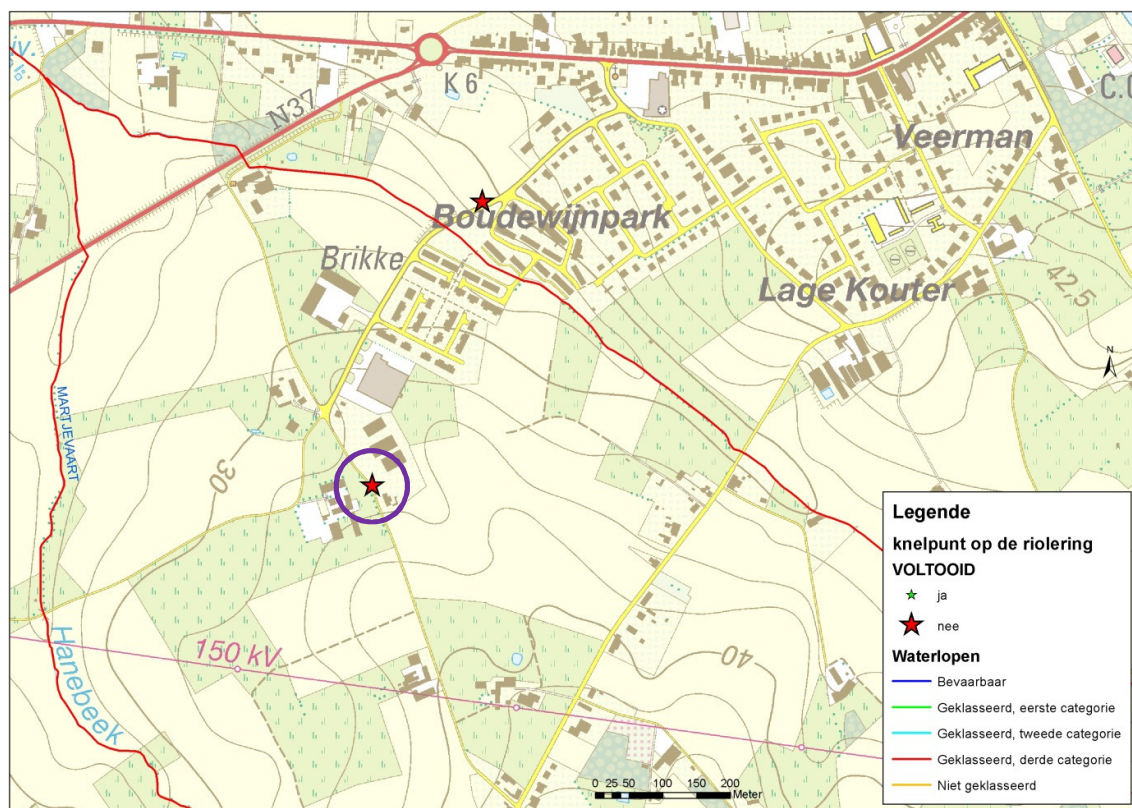 iv.
N37
K 6
C.C
Veerman
Boudewijnpark
Brikke
Lage Kouter
42,5
N
MARTJEVAART
30
Hanebeek
150 kV
40
Legende
knelpunt op de riolering
VOLTOOID
ja
nee
Waterlopen
Bevaarbaar
Geklasseerd, eerste categorie
Geklasseerd, tweede categorie
Geklasseerd, derde categorie
Niet geklasseerd
0 25 50 100 150 200
Meter